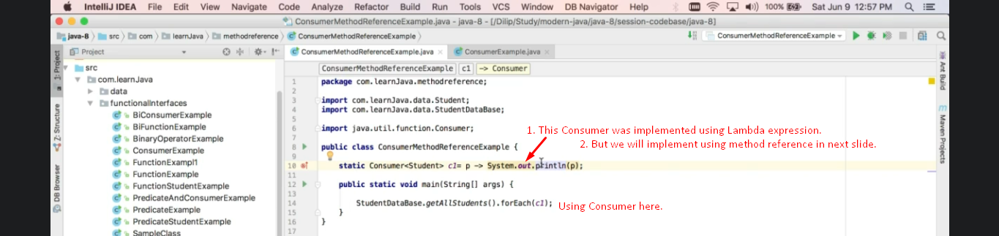 IntelliJ IDEA File Edit View Navigate Code Analyze Refactor Build Run Tools VCS Window DB Navigator Help 100% Sat Jun 9 12:57 PM
ConsumerMethodReferenceExample.java - java-8 - [/Dilip/Study/modern-java/java-8/session-codebase/java-8]
java-8 src com learnJava methodreference ConsumerMethodReferenceExample ConsumerMethodReferenceExample
Project ConsumerMethodReferenceExample.java ConsumerExample.java
1: Project
Z: Structure
DB Browser
src
com.learnJava
data
functionalInterfaces
BiConsumerExample
BiFunctionExample
BinaryOperatorExample
ConsumerExample
FunctionExampl1
FunctionExample
FunctionStudentExample
PredicateAndConsumerExample
PredicateExample
PredicateStudentExample
SampleClass
ConsumerMethodReferenceExample c1 -> Consumer
1 package com.learnJava.methodreference;
2
3 import com.learnJava.data.Student;
4 import com.learnJava.data.StudentDataBase;
5
6 import java.util.function.Consumer;
7
1. This Consumer was implemented using Lambda expression.
2. But we will implement using method reference in next slide.
8 public class ConsumerMethodReferenceExample {
9
10 static Consumer<Student> c1= p -> System.out.println(p);
11
12 public static void main(String[] args) {
13
14 StudentDataBase.getAllStudents().forEach(c1); Using Consumer here.
15 }
16 }
17
Ant Build
Maven Projects